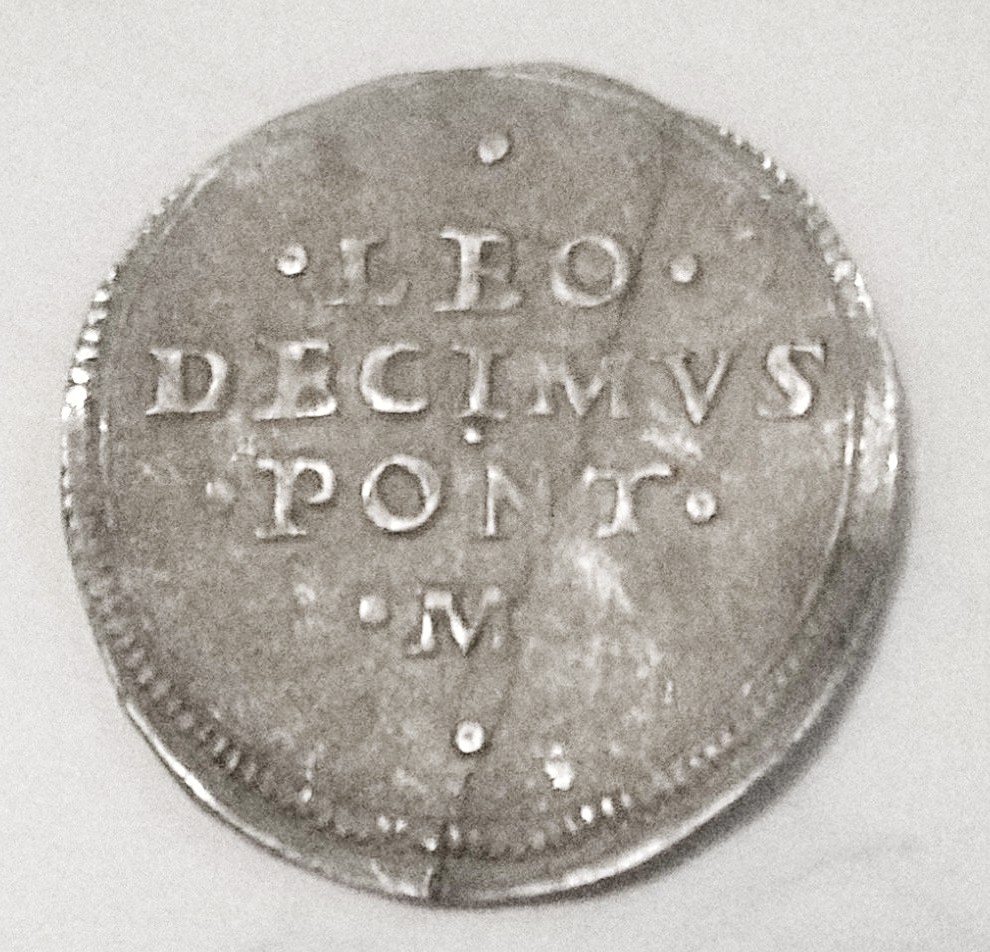 ·LEO·
DECIMVS
·PONT·
·M